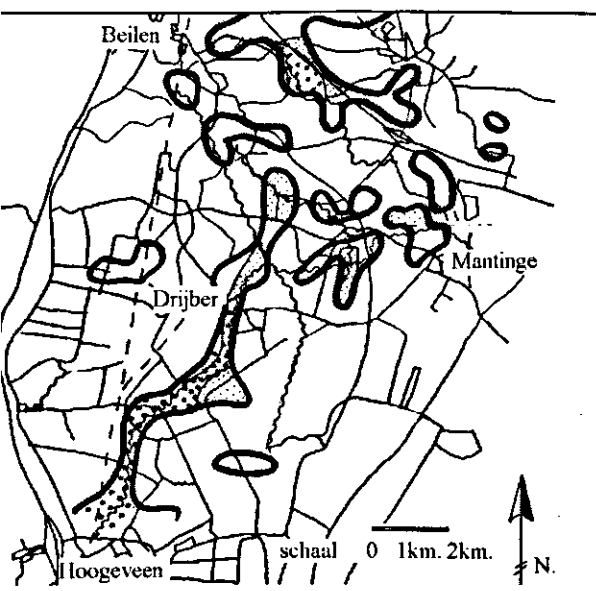 Beilen
Mantinge
Drijber
schaal 0 1km. 2km.
Hoogeveen
N.